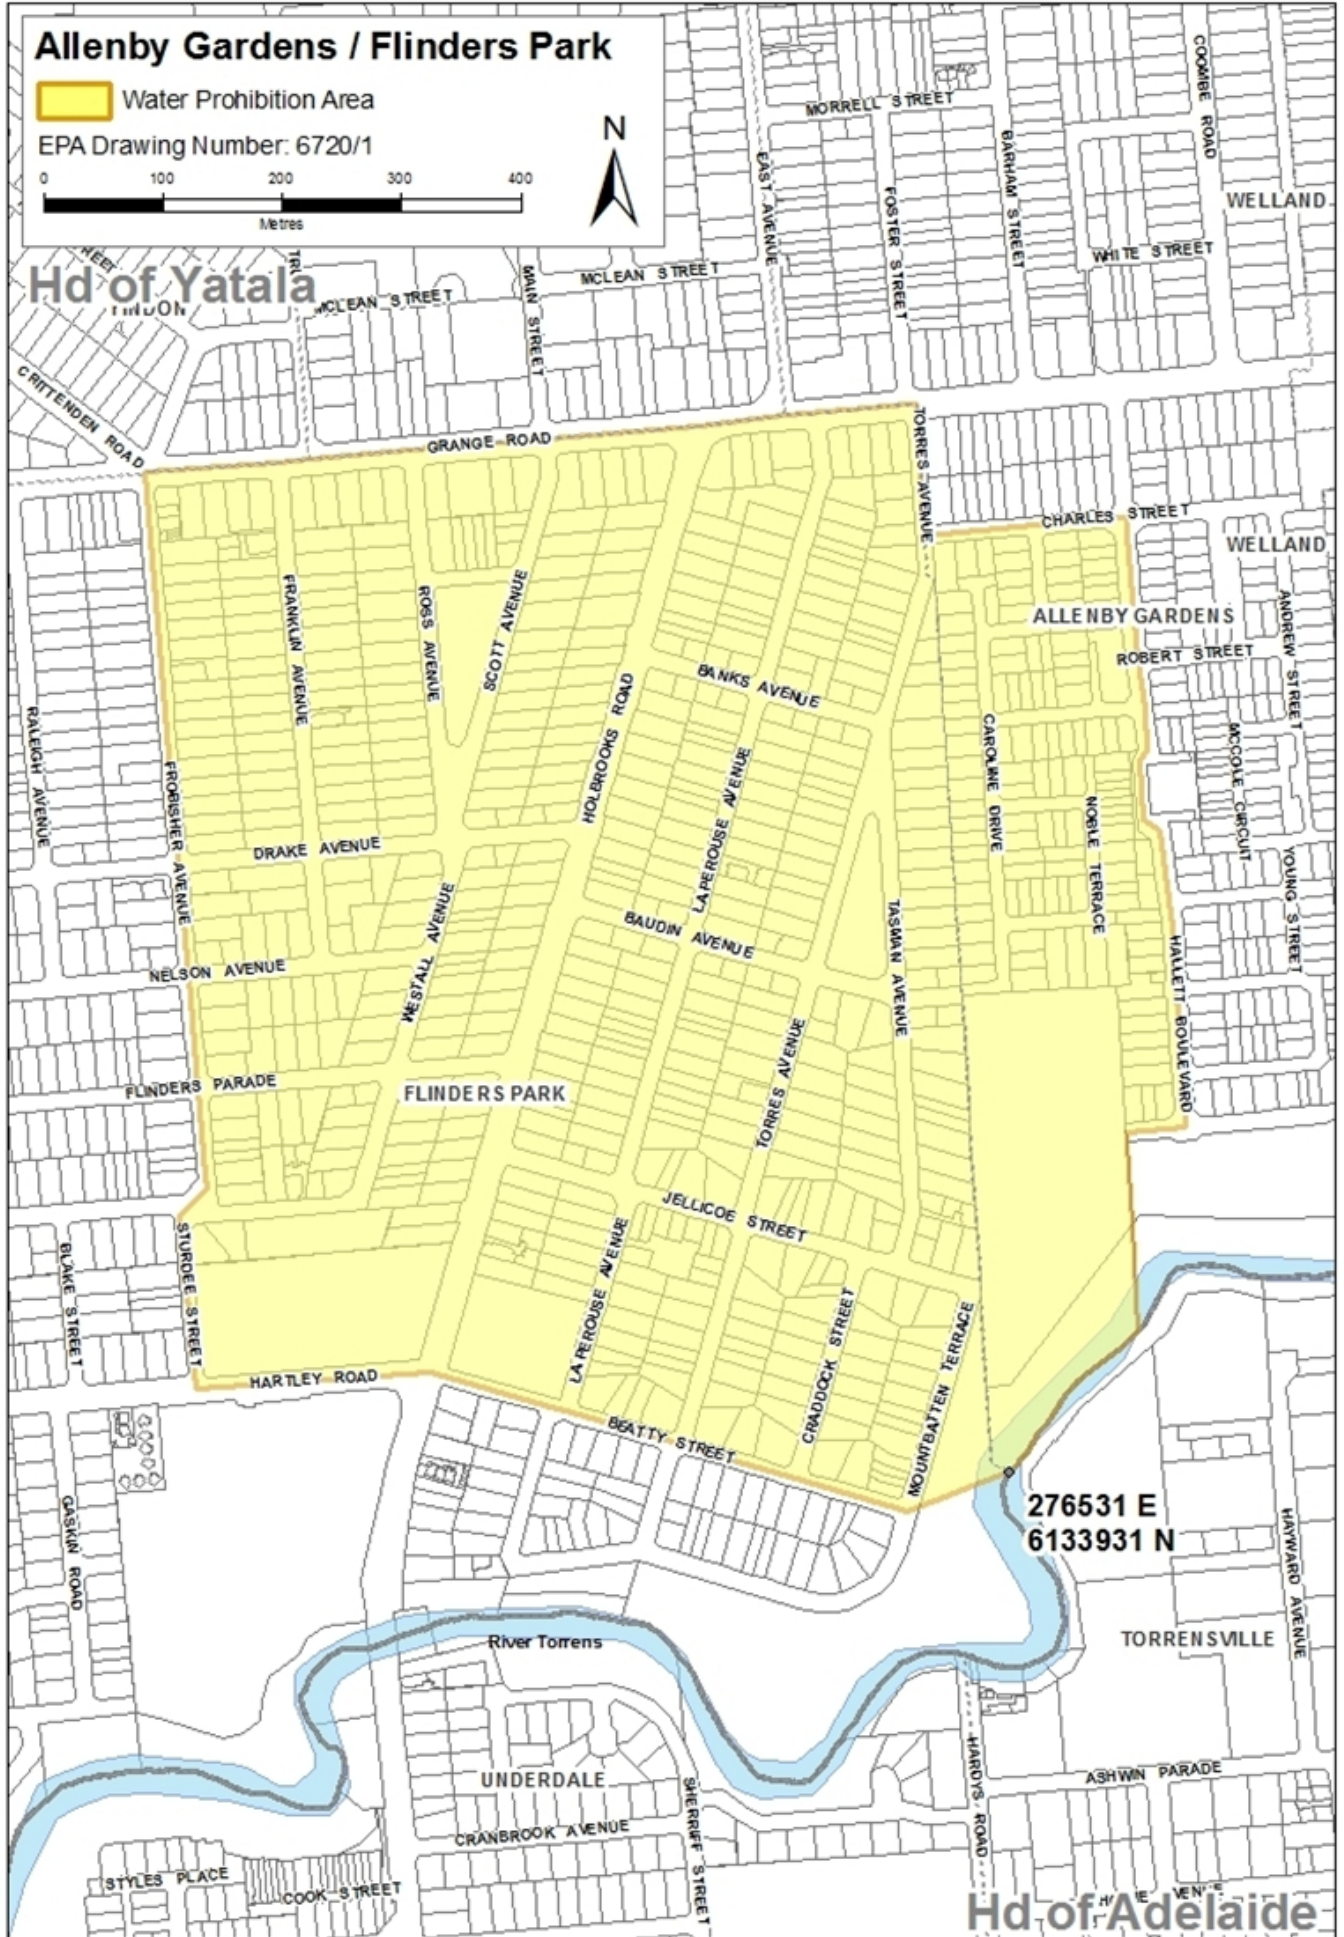 Allenby Gardens / Flinders Park
Water Prohibition Area
EPA Drawing Number: 6720/1
0 100 200 300 400
Metres
N
MORRELL STREET
COOMBE ROAD
EAST AVENUE
BARHAM STREET
FOSTER STREET
WELLAND
WHITE STREET
MCLEAN STREET
Hd of Yatala
MCLEAN STREET
MAIN STREET
CRITTENDEN ROAD
GRANGE ROAD
TORRES AVENUE
CHARLES STREET
WELLAND
ALLENBY GARDENS
ANDREW STREET
ROBERT STREET
FRANKLIN AVENUE
ROSS AVENUE
SCOTT AVENUE
BANKS AVENUE
HOLBROOKS ROAD
RALEIGH AVENUE
CAROLINE DRIVE
MCCOLE CIRCUIT
LAPEROUSE AVENUE
FROBISHER AVENUE
NOBLE TERRACE
DRAKE AVENUE
YOUNG STREET
WESTALL AVENUE
BAUDIN AVENUE
TASMAN AVENUE
HALLETT BOULEVARD
NELSON AVENUE
TORRES AVENUE
FLINDERS PARADE
FLINDERS PARK
JELLICOE STREET
LAPEROUSE AVENUE
STURDEE STREET
BLAKE STREET
CRADDOCK STREET
MOUNTBATTEN TERRACE
HARTLEY ROAD
BEATTY STREET
GASKIN ROAD
276531 E
6133931 N
HAYWARD AVENUE
River Torrens
TORRENSVILLE
HARDYS ROAD
UNDERDALE
ASHWIN PARADE
SHERRIFF STREET
CRANBROOK AVENUE
STYLES PLACE
COOK STREET
Hd of Adelaide